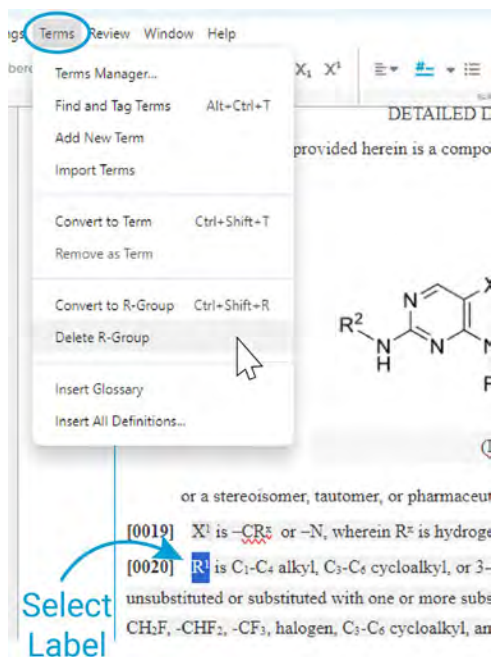 Terms Review Window Help
Terms Manager...
Find and Tag Terms Alt+Ctrl+T
Add New Term
Import Terms
Convert to Term Ctrl+Shift+T
Remove as Term
Convert to R-Group Ctrl+Shift+R
Delete R-Group
Insert Glossary
Insert All Definitions...
X₁ X¹
DETAILED D
provided herein is a compo
X
N
R²
N
H
N
N
or a stereoisomer, tautomer, or
[0019] X¹ is –CRˣ or –N, wherein Rˣ is
[0020] R¹ is C₁-C₄ alkyl, C₃-C₆ cycloalkyl, or 3-
unsubstituted or substituted with one or more
CH₂F, -CHF₂, -CF₃, halogen, C₃-C₆ cycloalkyl,
Select
Label